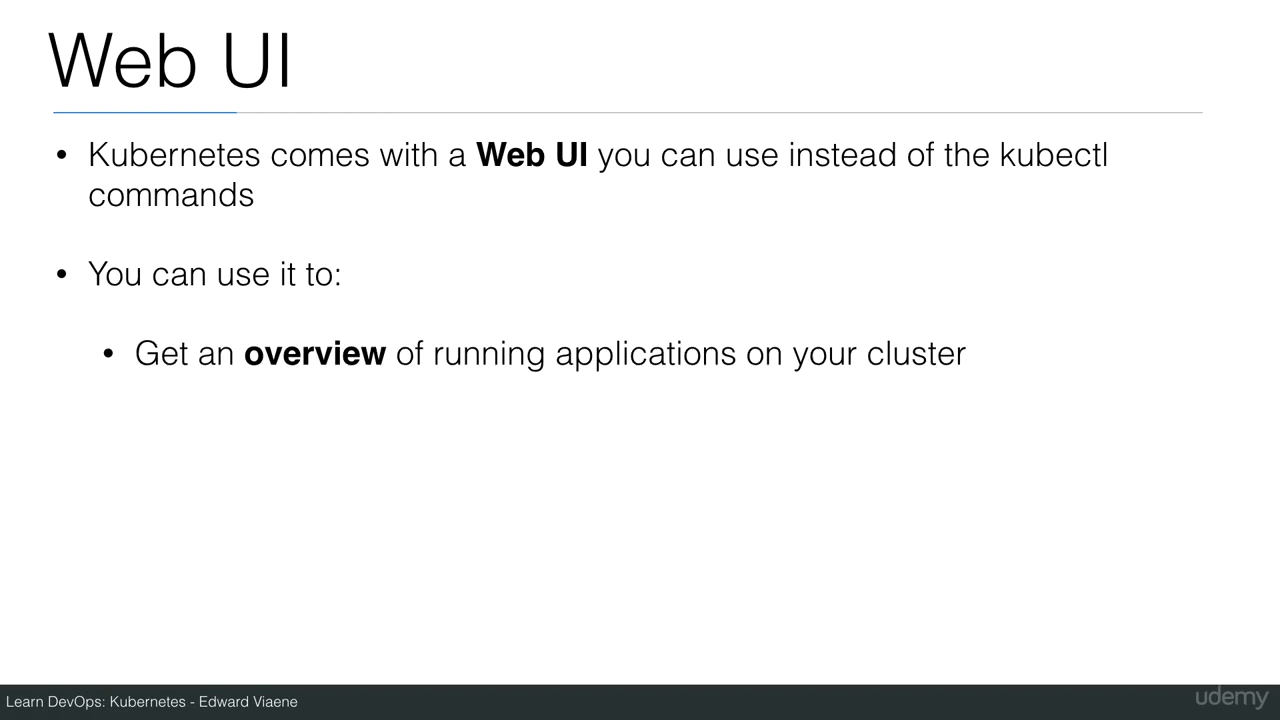 Web UI
• Kubernetes comes with a Web UI you can use instead of the kubectl
commands
• You can use it to:
• Get an overview of running applications on your cluster
Learn DevOps: Kubernetes - Edward Viaene
udemy